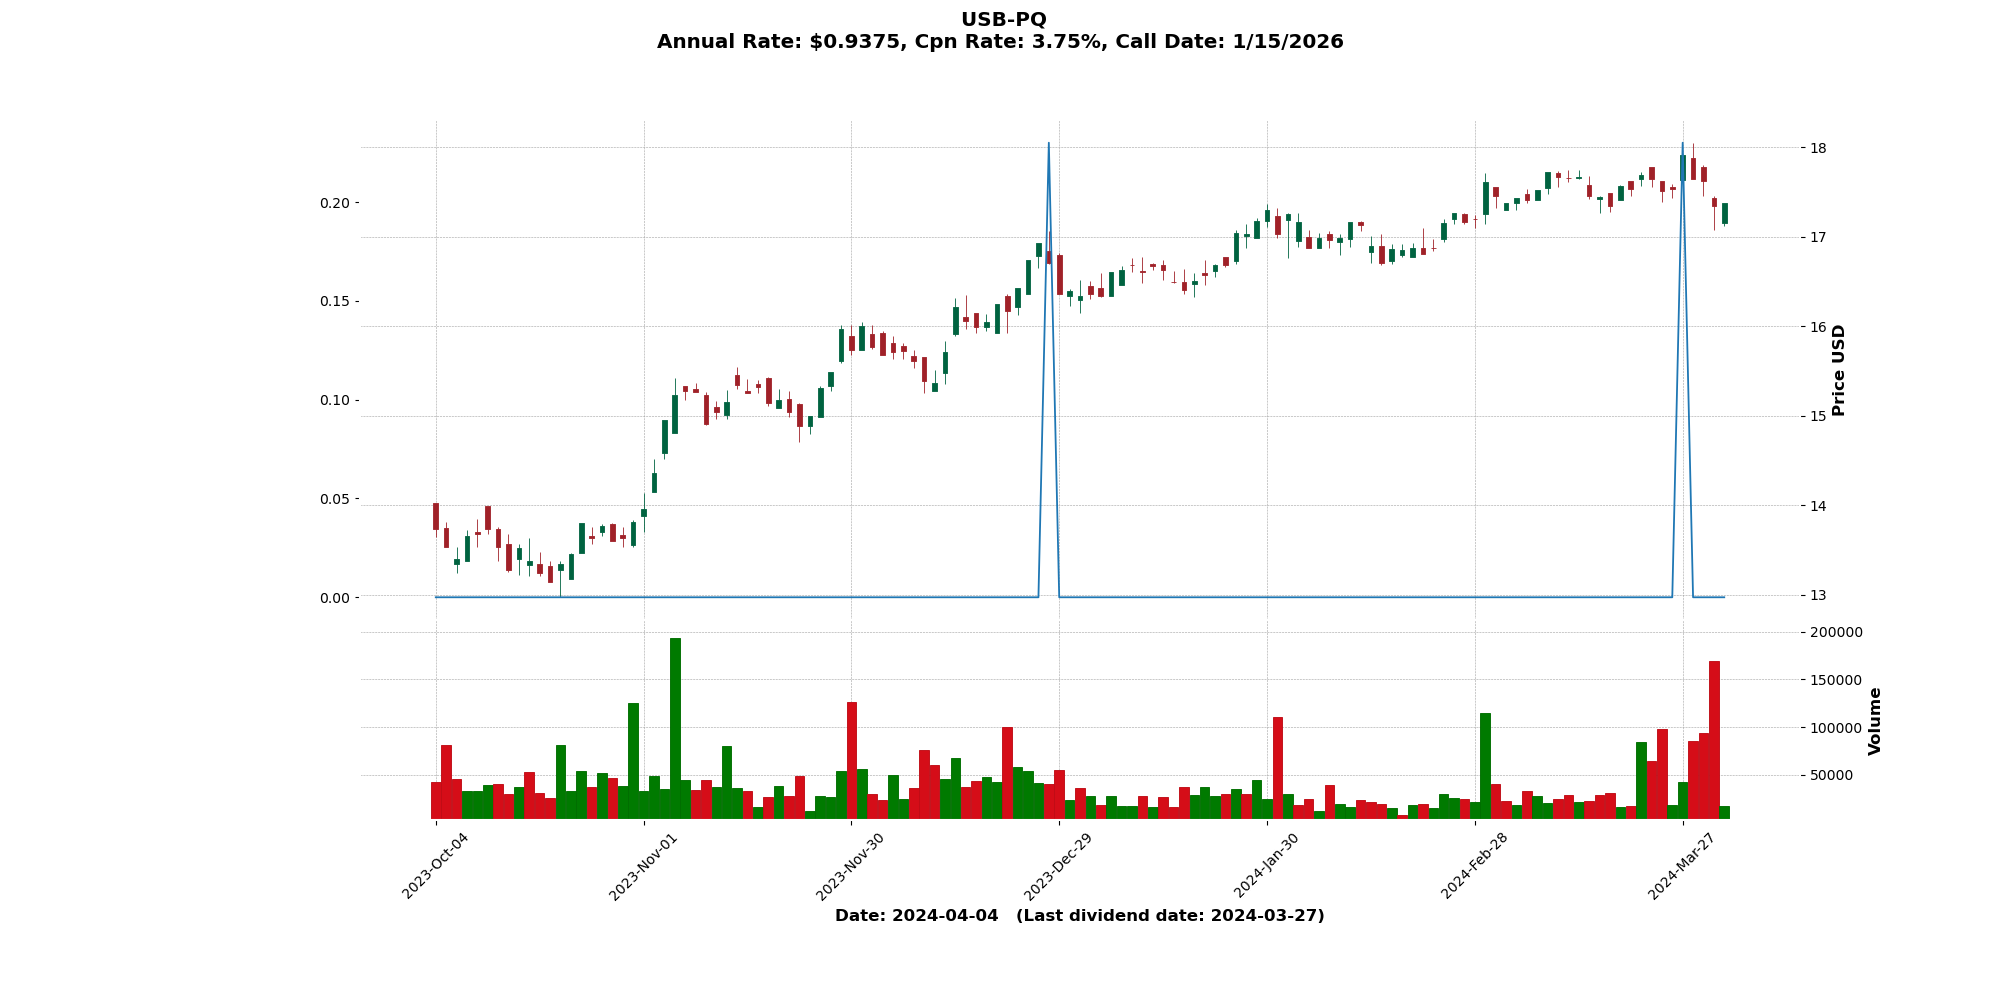 USB-PQ
Annual Rate: $0.9375, Cpn Rate: 3.75%, Call Date: 1/15/2026
0.20
0.15
0.10
0.05
0.00
18
17
16
15
14
13
Price USD
200000
150000
100000
50000
Volume
2023-Oct-04
2023-Nov-01
2023-Nov-30
2023-Dec-29
2024-Jan-30
2024-Feb-28
2024-Mar-27
Date: 2024-04-04   (Last dividend date: 2024-03-27)